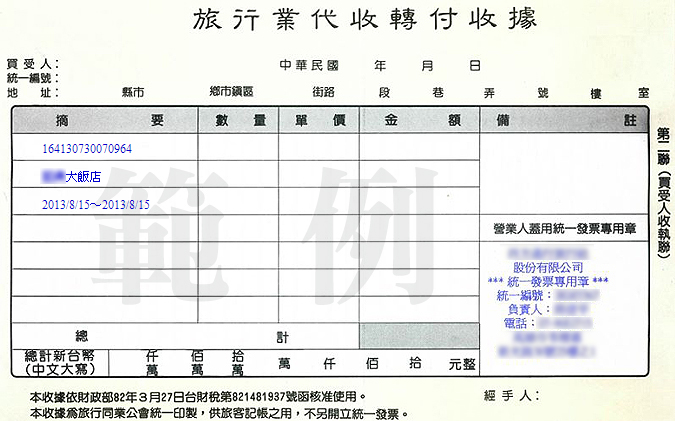 旅行業代收轉付收據
買受人：
中華民國 年 月 日
統一編號：
地址： 縣市 鄉市鎮區 街路 段 巷 弄 號 樓 室
摘要 數量 單價 金額 備註
164130730070964
大飯店
2013/8/15～2013/8/15
範例
營業人蓋用統一發票專用章
股份有限公司
*** 統一發票專用章 ***
統一編號：
負責人：
電話：
總計
總計新台幣（中文大寫） 仟萬 佰萬 拾萬 萬 仟 佰 拾 元整
第二聯（買受人收執聯）
本收據依財政部82年3月27日台財稅第821481937號函核准使用。
經手人：
本收據為旅行同業公會統一印製，供旅客記帳之用，不另開立統一發票。